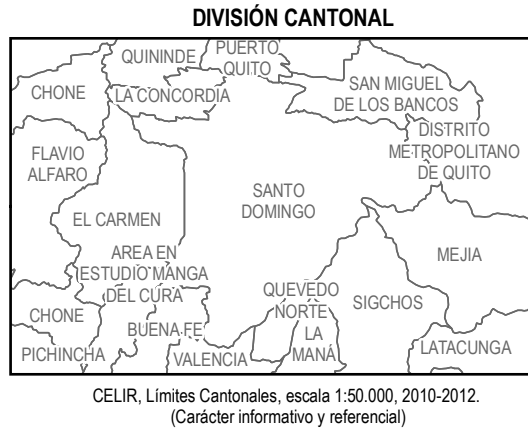 DIVISIÓN CANTONAL
QUININDE
PUERTO
QUITO
CHONE
LA CONCORDIA
SAN MIGUEL
DE LOS BANCOS
DISTRITO
METROPOLITANO
DE QUITO
FLAVIO
ALFARO
SANTO
DOMINGO
EL CARMEN
AREA EN
ESTUDIO MANGA
DEL CURA
MEJIA
QUEVEDO
NORTE
LA
MANÁ
SIGCHOS
CHONE
BUENA FE
PICHINCHA
VALENCIA
LATACUNGA
CELIR, Límites Cantonales, escala 1:50.000, 2010-2012.
(Carácter informativo y referencial)